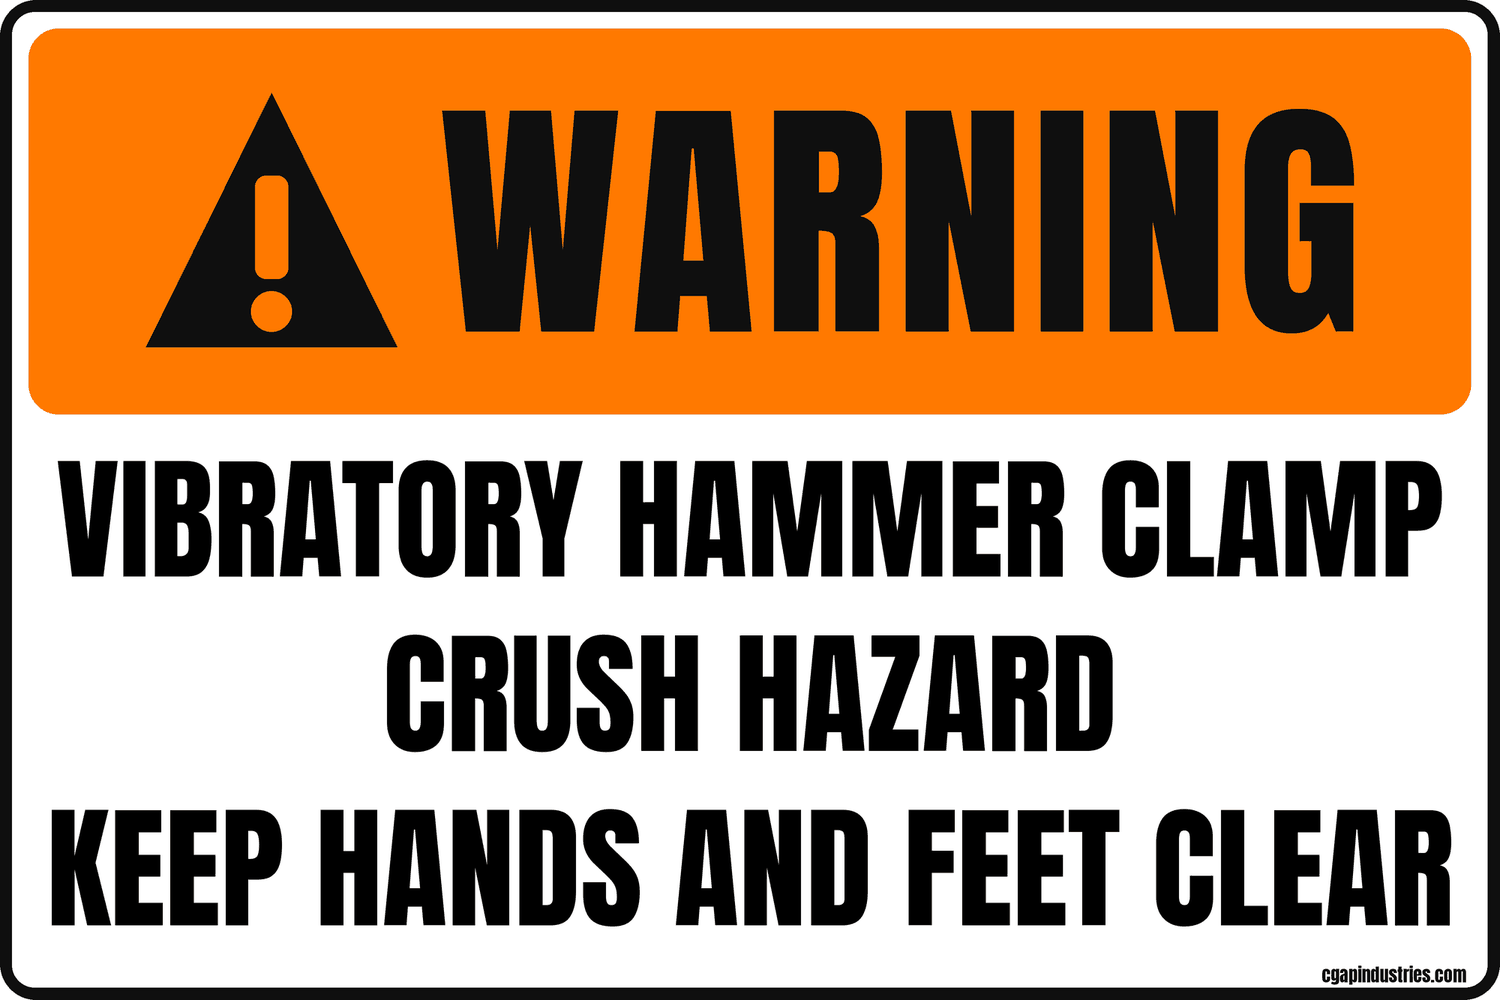 WARNING
VIBRATORY HAMMER CLAMP
CRUSH HAZARD
KEEP HANDS AND FEET CLEAR
cgapindustries.com